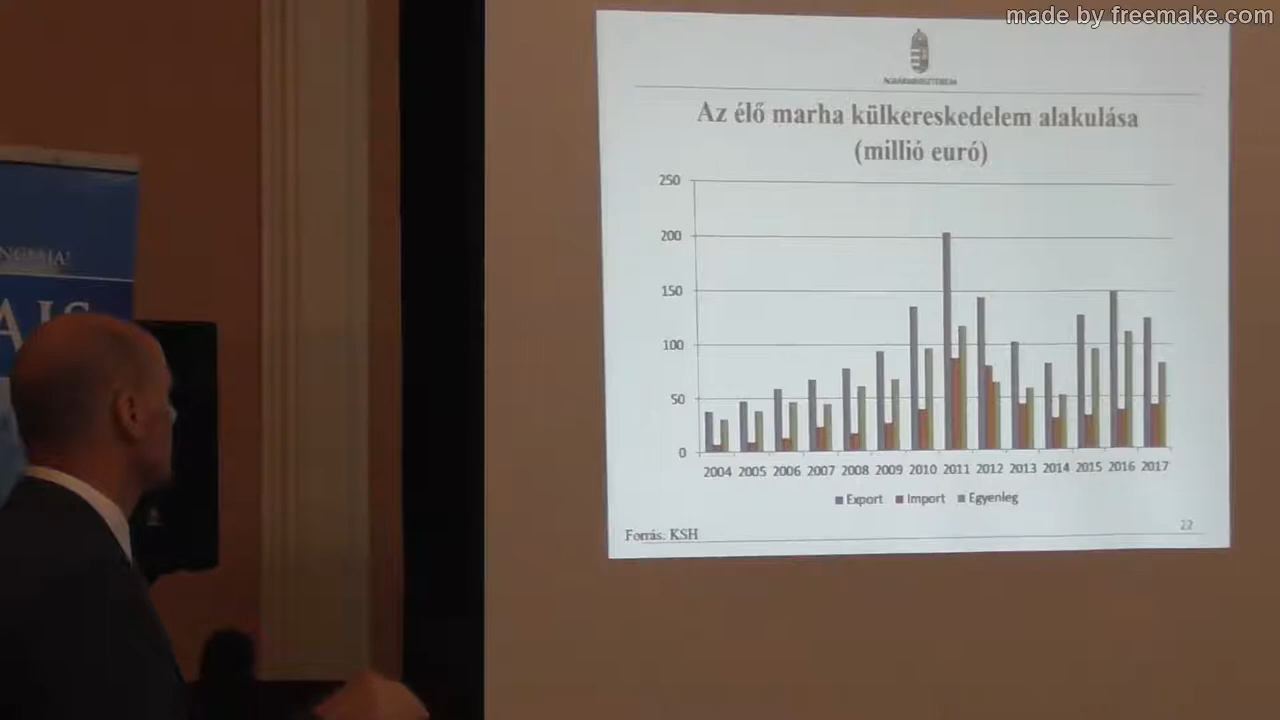 made by freemake.com
Az élő marha külkereskedelem alakulása
(millió euró)
250
200
150
100
50
0
2004 2005 2006 2007 2008 2009 2010 2011 2012 2013 2014 2015 2016 2017
Export Import Egyenleg
Forrás: KSH
22